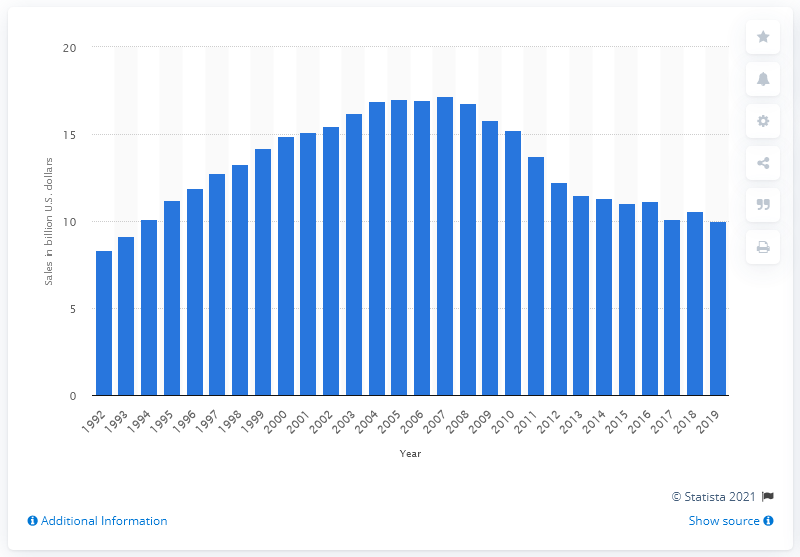 20
15
10
5
0
Sales in billion U.S. dollars
1992 1993 1994 1995 1996 1997 1998 1999 2000 2001 2002 2003 2004 2005 2006 2007 2008 2009 2010 2011 2012 2013 2014 2015 2016 2017 2018 2019
Year
© Statista 2021
Additional Information
Show source